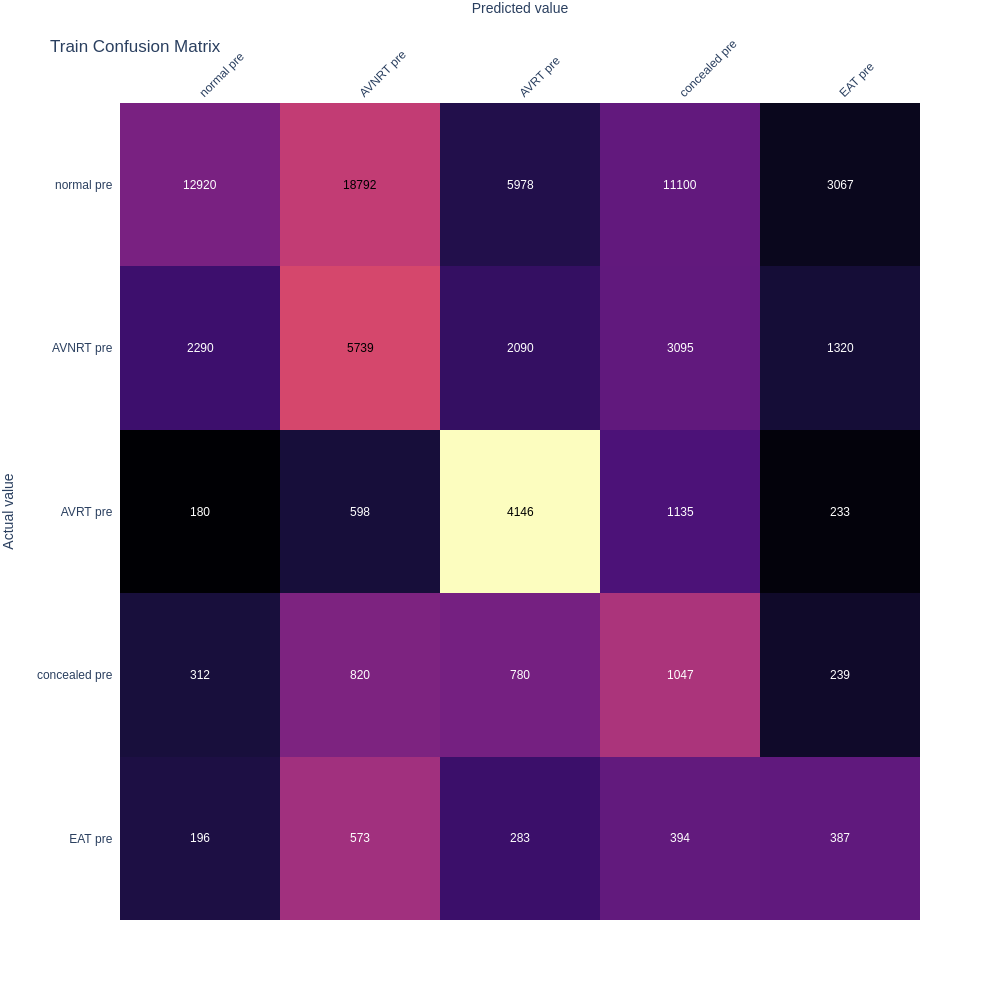 Predicted value
Train Confusion Matrix
normal pre AVNRT pre AVRT pre concealed pre EAT pre
normal pre 12920 18792 5978 11100 3067
AVNRT pre 2290 5739 2090 3095 1320
Actual value
AVRT pre 180 598 4146 1135 233
concealed pre 312 820 780 1047 239
EAT pre 196 573 283 394 387